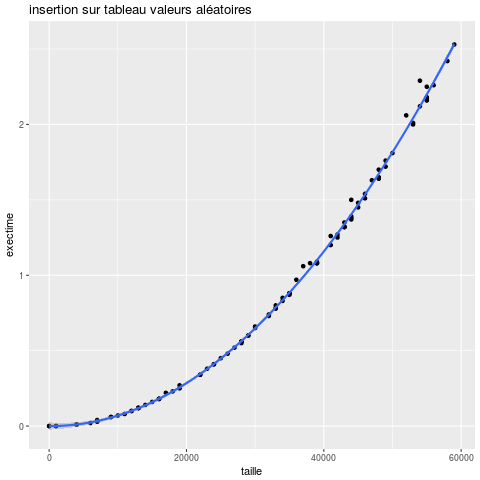 insertion sur tableau valeurs aléatoires
exectime
2
1
0
0
20000
40000
60000
taille